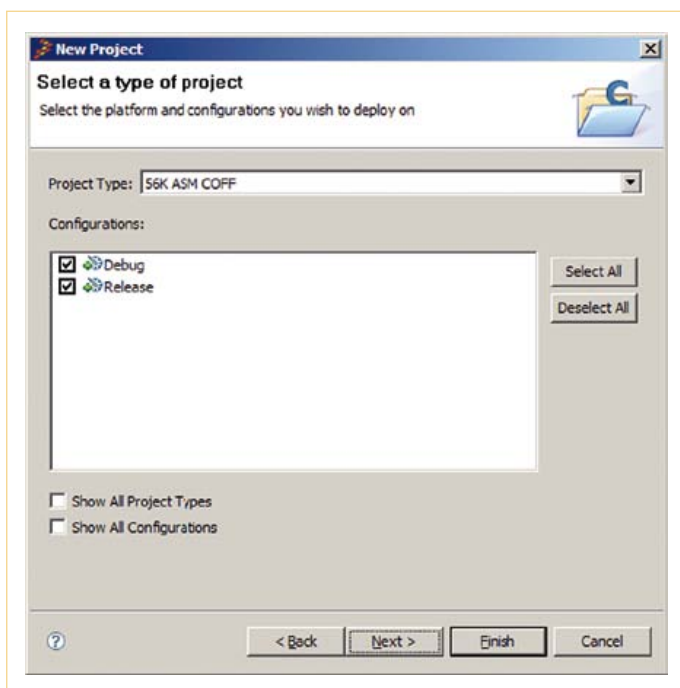 New Project
Select a type of project
Select the platform and configurations you wish to deploy on
Project Type: 56K ASM COFF
Configurations:
Debug
Release
Select All
Deselect All
Show All Project Types
Show All Configurations
< Back
Next >
Finish
Cancel